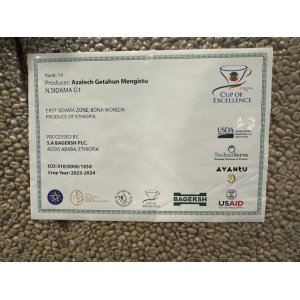 Rank: 14
Producer: Azalech Getahun Mengistu
N.SIDAMA G1
CUP OF
EXCELLENCE
EAST SIDAMA ZONE, BONA WOREDA
PRODUCE OF ETHIOPIA
USDA
TechnoServe
PROCESSED BY:
S.A BAGERSH PLC.
ADDIS ABABA, ETHIOPIA
AYANTU
ICO: 010/0006/1054
Crop Year: 2023-2024
BAGERSH
USAID